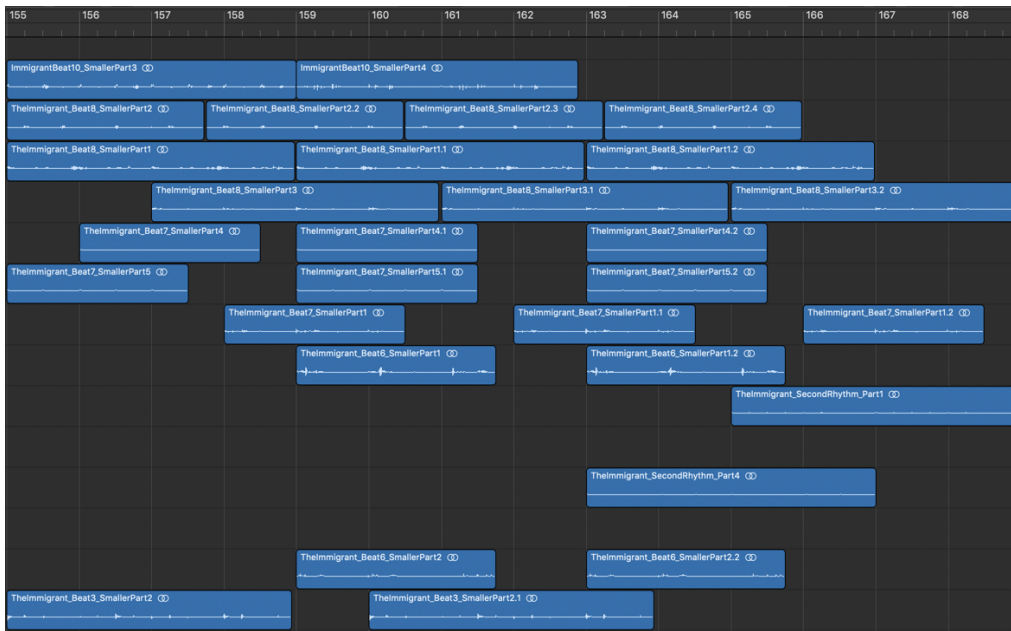 155 156 157 158 159 160 161 162 163 164 165 166 167 168
ImmigrantBeat10_SmallerPart3 ImmigrantBeat10_SmallerPart4
TheImmigrant_Beat8_SmallerPart2 TheImmigrant_Beat8_SmallerPart2.2 TheImmigrant_Beat8_SmallerPart2.3 TheImmigrant_Beat8_SmallerPart2.4
TheImmigrant_Beat8_SmallerPart1 TheImmigrant_Beat8_SmallerPart1.1 TheImmigrant_Beat8_SmallerPart1.2
TheImmigrant_Beat8_SmallerPart3 TheImmigrant_Beat8_SmallerPart3.1 TheImmigrant_Beat8_SmallerPart3.2
TheImmigrant_Beat7_SmallerPart4 TheImmigrant_Beat7_SmallerPart4.1 TheImmigrant_Beat7_SmallerPart4.2
TheImmigrant_Beat7_SmallerPart5 TheImmigrant_Beat7_SmallerPart5.1 TheImmigrant_Beat7_SmallerPart5.2
TheImmigrant_Beat7_SmallerPart1 TheImmigrant_Beat7_SmallerPart1.1 TheImmigrant_Beat7_SmallerPart1.2
TheImmigrant_Beat6_SmallerPart1 TheImmigrant_Beat6_SmallerPart1.2
TheImmigrant_SecondRhythm_Part1
TheImmigrant_SecondRhythm_Part4
TheImmigrant_Beat6_SmallerPart2 TheImmigrant_Beat6_SmallerPart2.2
TheImmigrant_Beat3_SmallerPart2 TheImmigrant_Beat3_SmallerPart2.1